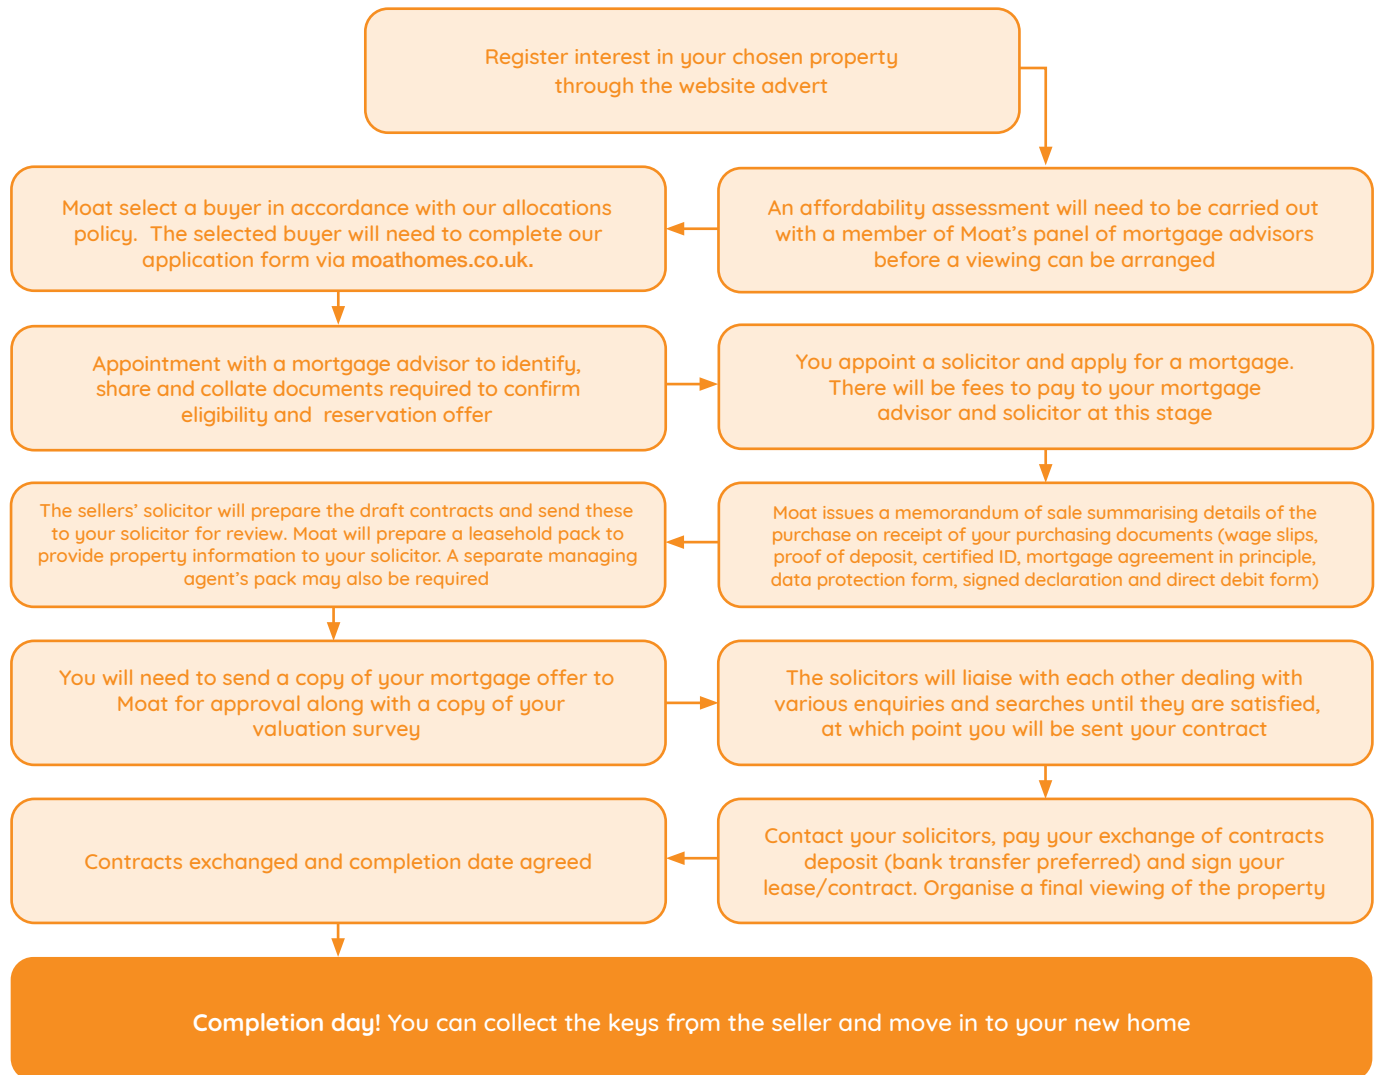 Register interest in your chosen property
through the website advert
An affordability assessment will need to be carried out
with a member of Moat's panel of mortgage advisors
before a viewing can be arranged
Moat select a buyer in accordance with our allocations
policy.  The selected buyer will need to complete our
application form via moathomes.co.uk.
Appointment with a mortgage advisor to identify,
share and collate documents required to confirm
eligibility and  reservation offer
You appoint a solicitor and apply for a mortgage.
There will be fees to pay to your mortgage
advisor and solicitor at this stage
Moat issues a memorandum of sale summarising details of the
purchase on receipt of your purchasing documents (wage slips,
proof of deposit, certified ID, mortgage agreement in principle,
data protection form, signed declaration and direct debit form)
The sellers' solicitor will prepare the draft contracts and send these
to your solicitor for review. Moat will prepare a leasehold pack to
provide property information to your solicitor. A separate managing
agent's pack may also be required
You will need to send a copy of your mortgage offer to
Moat for approval along with a copy of your
valuation survey
The solicitors will liaise with each other dealing with
various enquiries and searches until they are satisfied,
at which point you will be sent your contract
Contact your solicitors, pay your exchange of contracts
deposit (bank transfer preferred) and sign your
lease/contract. Organise a final viewing of the property
Contracts exchanged and completion date agreed
Completion day! You can collect the keys from the seller and move in to your new home